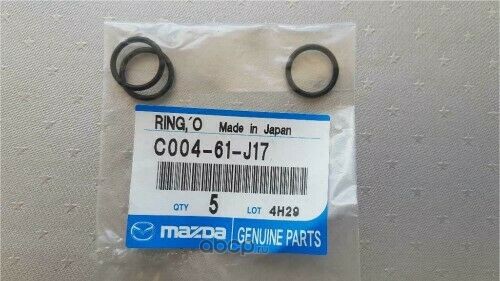 RING,'O Made in Japan
C004-61-J17
QTY 5 LOT 4H29
mazda GENUINE PARTS